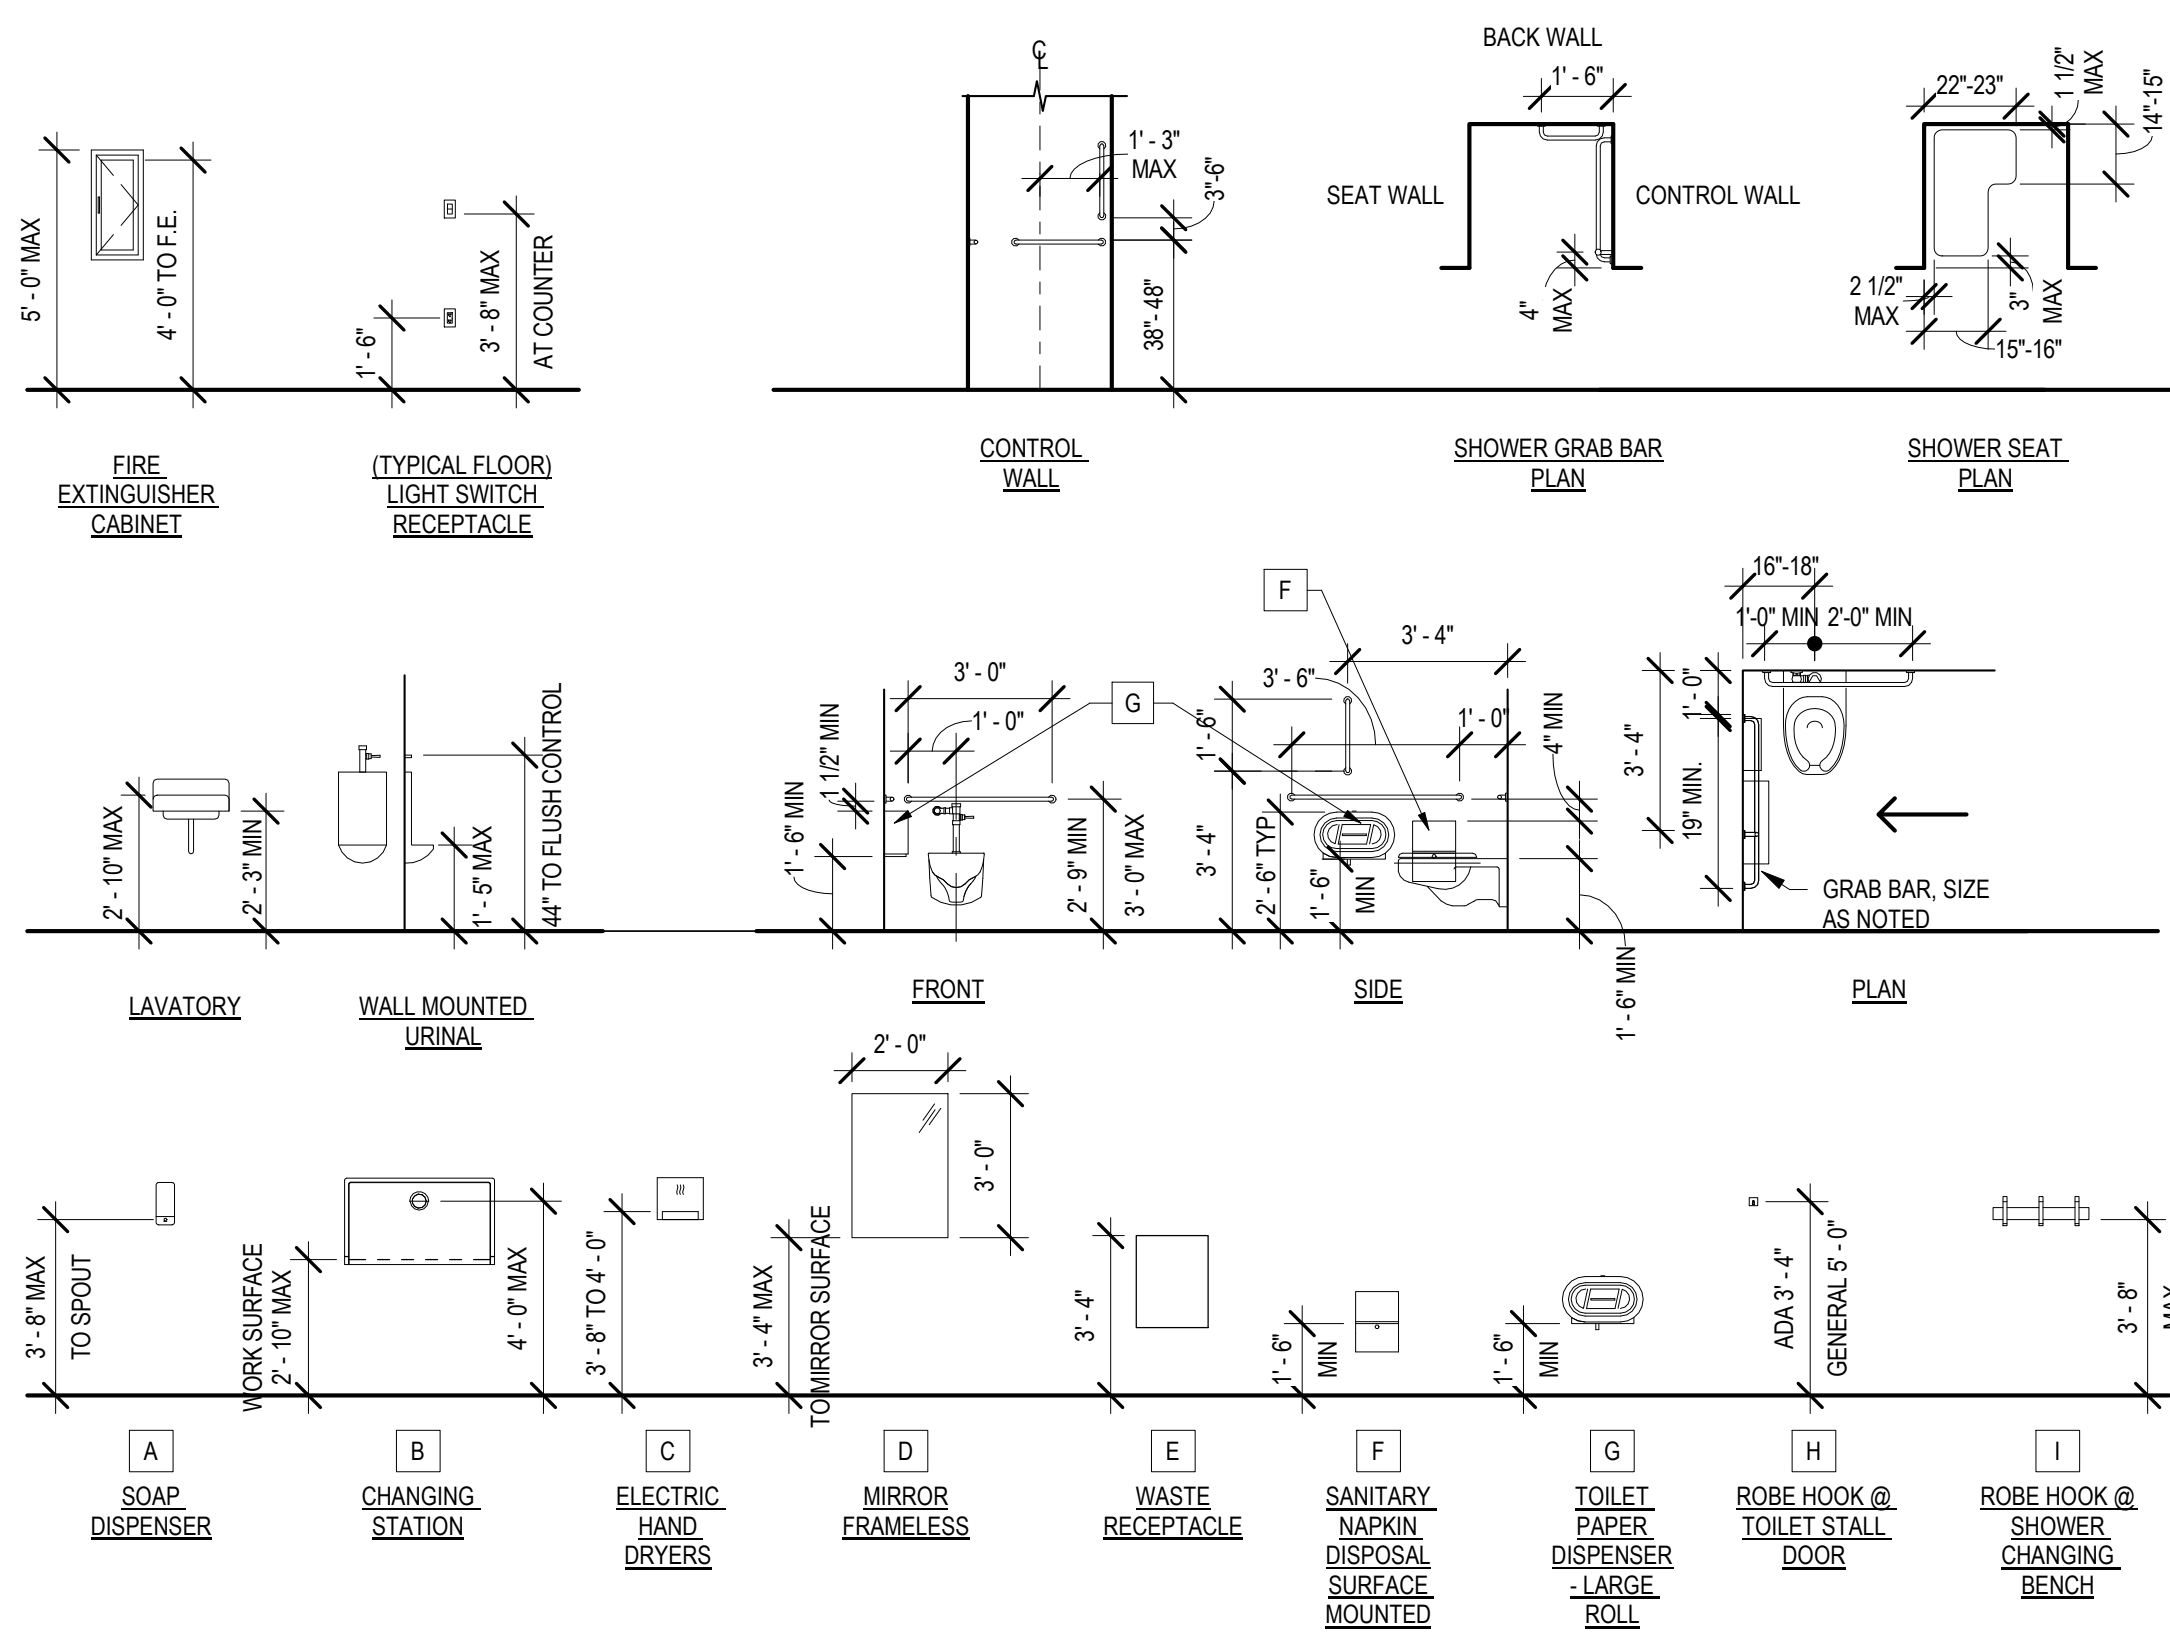 BACK WALL
℄
1' - 6"
22"-23"
1 1/2"
MAX
14"-15"
1' - 3"
MAX
3"-6"
SEAT WALL
CONTROL WALL
5' - 0" MAX
4' - 0" TO F.E.
1' - 6"
3' - 8" MAX
AT COUNTER
38"- 48"
4"
MAX
2 1/2"
MAX
3"
MAX
15"-16"
FIRE
EXTINGUISHER
CABINET
(TYPICAL FLOOR)
LIGHT SWITCH
RECEPTACLE
CONTROL
WALL
SHOWER GRAB BAR
PLAN
SHOWER SEAT
PLAN
F
16"-18"
1'-0" MIN
2'-0" MIN
3' - 4"
3' - 0"
3' - 6"
G
1' - 0"
1' - 0"
1' - 6"
4" MIN
1' - 0"
3' - 4"
19" MIN.
2' - 10" MAX
2' - 3" MIN
1' - 5" MAX
44" TO FLUSH CONTROL
1' - 6" MIN
1 1/2" MIN
2' - 9" MIN
3' - 0" MAX
3' - 4"
2' - 6" TYP
1' - 6"
MIN
1' - 6" MIN
GRAB BAR, SIZE
AS NOTED
LAVATORY
WALL MOUNTED
URINAL
FRONT
SIDE
PLAN
2' - 0"
3' - 0"
3' - 8" MAX
TO SPOUT
WORK SURFACE
2' - 10" MAX
4' - 0" MAX
3' - 8" TO 4' - 0"
3' - 4" MAX
TO MIRROR SURFACE
3' - 4"
1' - 6"
MIN
1' - 6"
MIN
ADA 3' - 4"
GENERAL 5' - 0"
3' - 8"
MAX
A
SOAP
DISPENSER
B
CHANGING
STATION
C
ELECTRIC
HAND
DRYERS
D
MIRROR
FRAMELESS
E
WASTE
RECEPTACLE
F
SANITARY
NAPKIN
DISPOSAL
SURFACE
MOUNTED
G
TOILET
PAPER
DISPENSER
- LARGE
ROLL
H
ROBE HOOK @
TOILET STALL
DOOR
I
ROBE HOOK @
SHOWER
CHANGING
BENCH